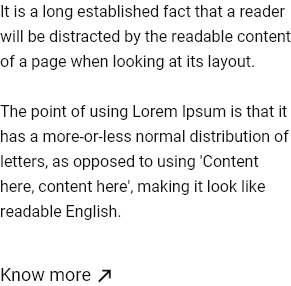 It is a long established fact that a reader
will be distracted by the readable content
of a page when looking at its layout.
The point of using Lorem Ipsum is that it
has a more-or-less normal distribution of
letters, as opposed to using 'Content
here, content here', making it look like
readable English.
Know more